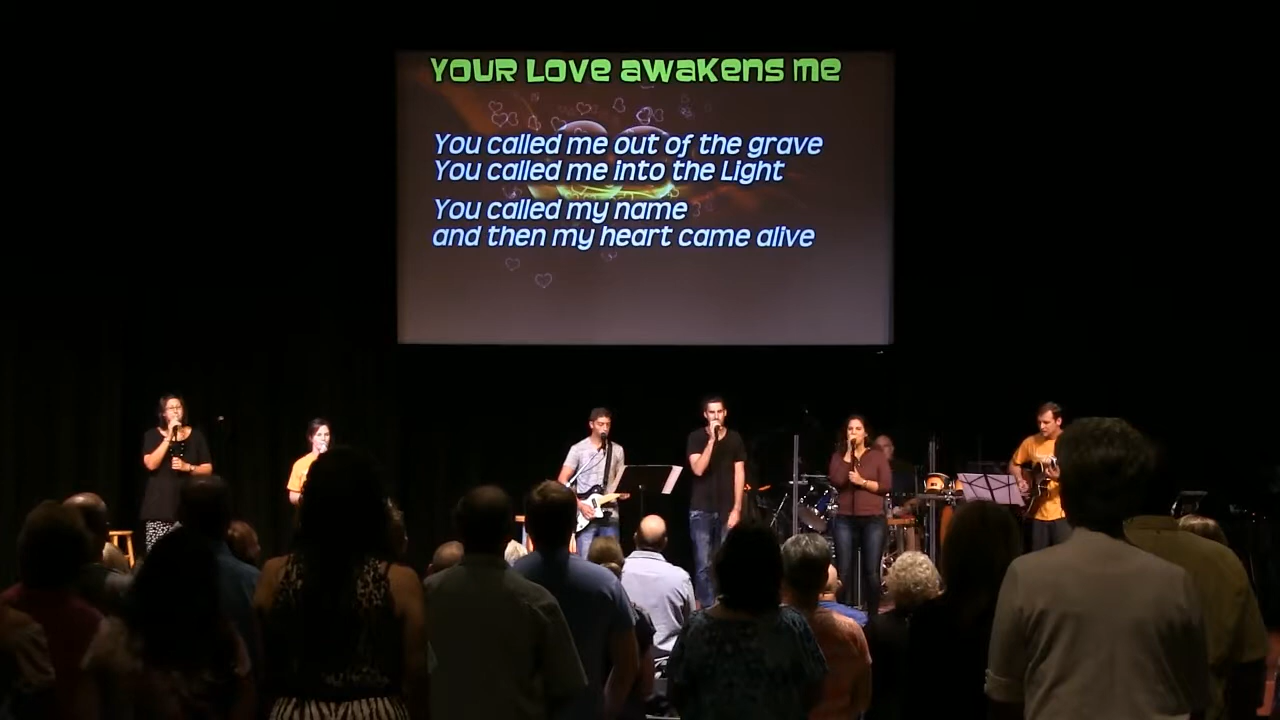 YOUR LOVE AWAKENS ME
You called me out of the grave
You called me into the Light
You called my name
and then my heart came alive